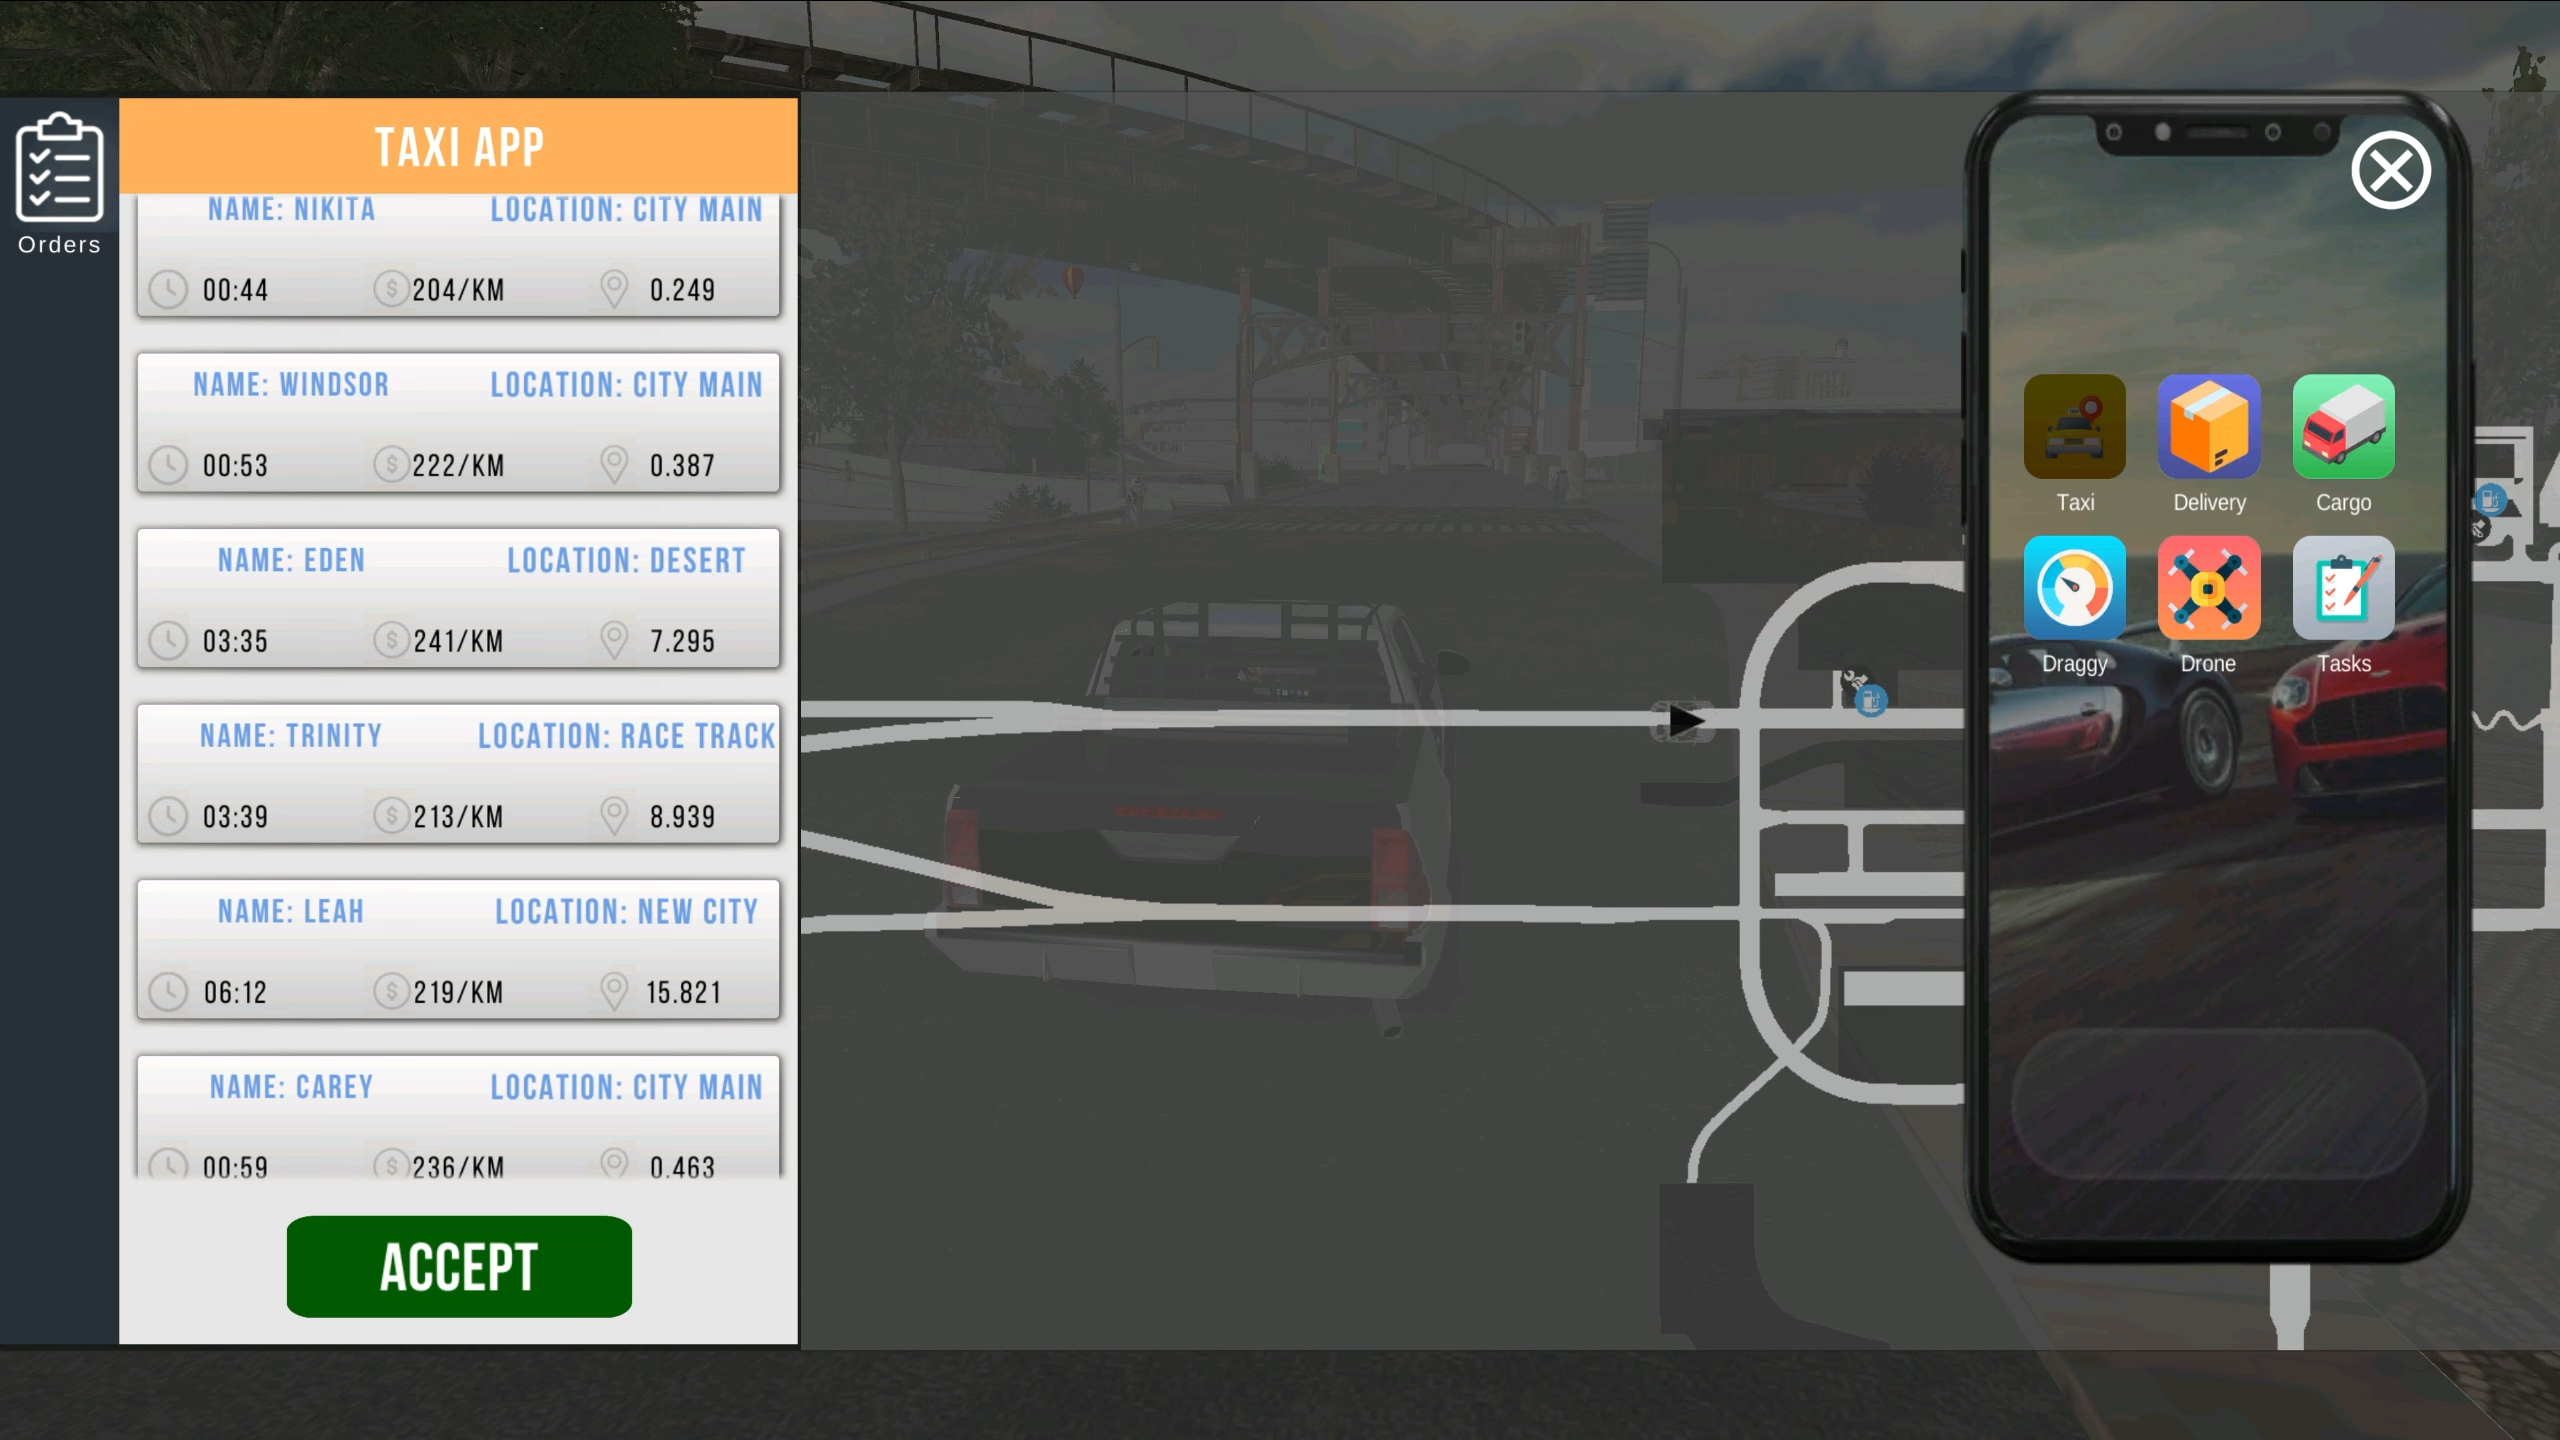 Orders
TAXI APP
NAME: NIKITA LOCATION: CITY MAIN
00:44 $ 204/KM 0.249
NAME: WINDSOR LOCATION: CITY MAIN
00:53 $ 222/KM 0.387
NAME: EDEN LOCATION: DESERT
03:35 $ 241/KM 7.295
NAME: TRINITY LOCATION: RACE TRACK
03:39 $ 213/KM 8.939
NAME: LEAH LOCATION: NEW CITY
06:12 $ 219/KM 15.821
NAME: CAREY LOCATION: CITY MAIN
00:59 $ 236/KM 0.463
ACCEPT
Taxi Delivery Cargo
Draggy Drone Tasks